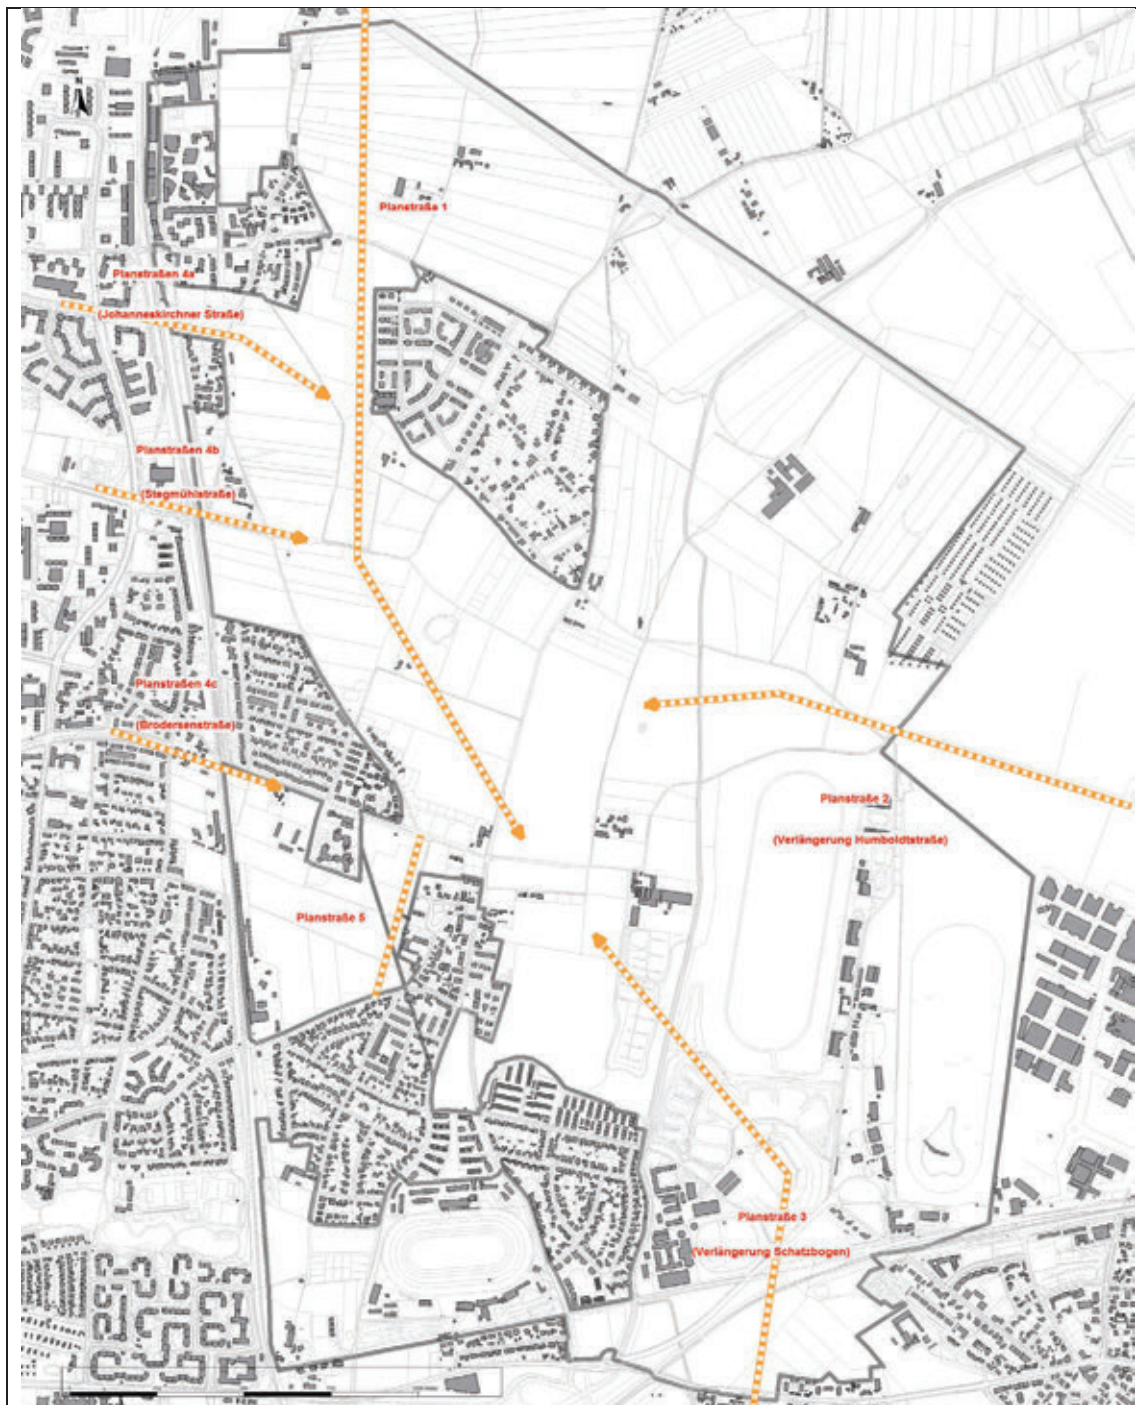 N
Planstraße 1
Planstraßen 4a
(Johanneskirchner Straße)
Planstraßen 4b
(Stegmühlstraße)
Planstraßen 4c
(Brodersenstraße)
Planstraße 2
(Verlängerung Humboldtstraße)
Planstraße 5
Planstraße 3
(Verlängerung Schatzbogen)